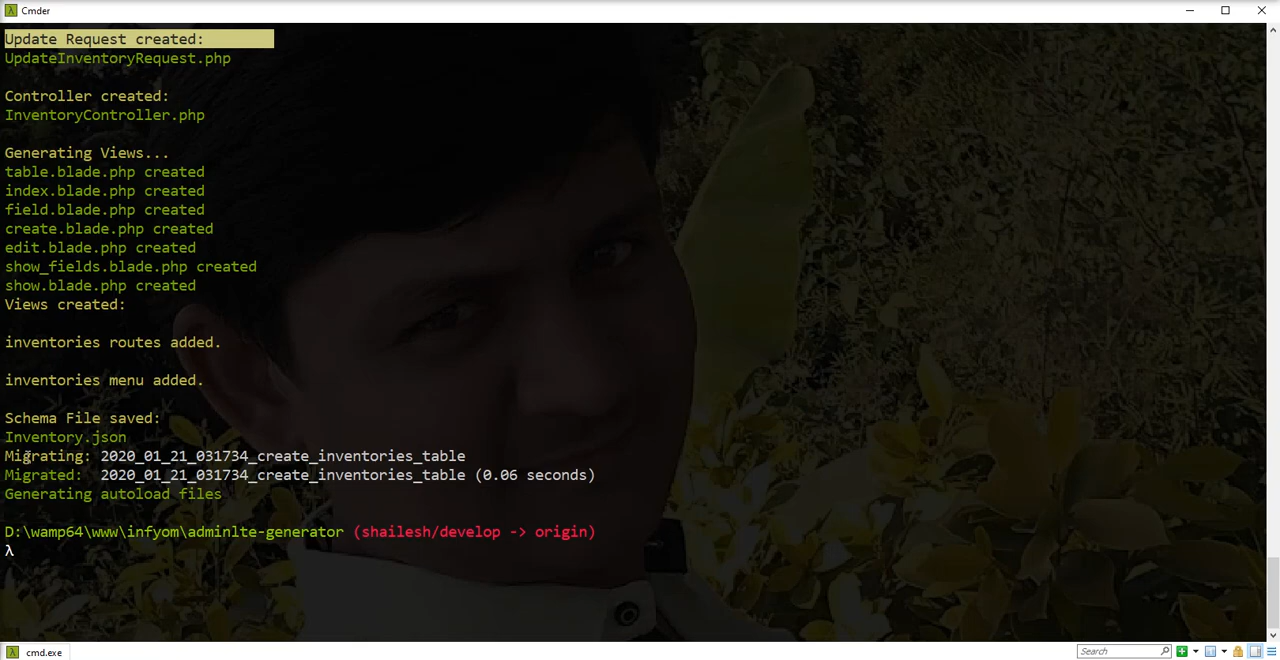 Cmder
Update Request created:
UpdateInventoryRequest.php
Controller created:
InventoryController.php
Generating Views...
table.blade.php created
index.blade.php created
field.blade.php created
create.blade.php created
edit.blade.php created
show_fields.blade.php created
show.blade.php created
Views created:
inventories routes added.
inventories menu added.
Schema File saved:
Inventory.json
Migrating: 2020_01_21_031734_create_inventories_table
Migrated:  2020_01_21_031734_create_inventories_table (0.06 seconds)
Generating autoload files
D:\wamp64\www\infyom\adminlte-generator (shailesh/develop -> origin)
λ
cmd.exe
Search